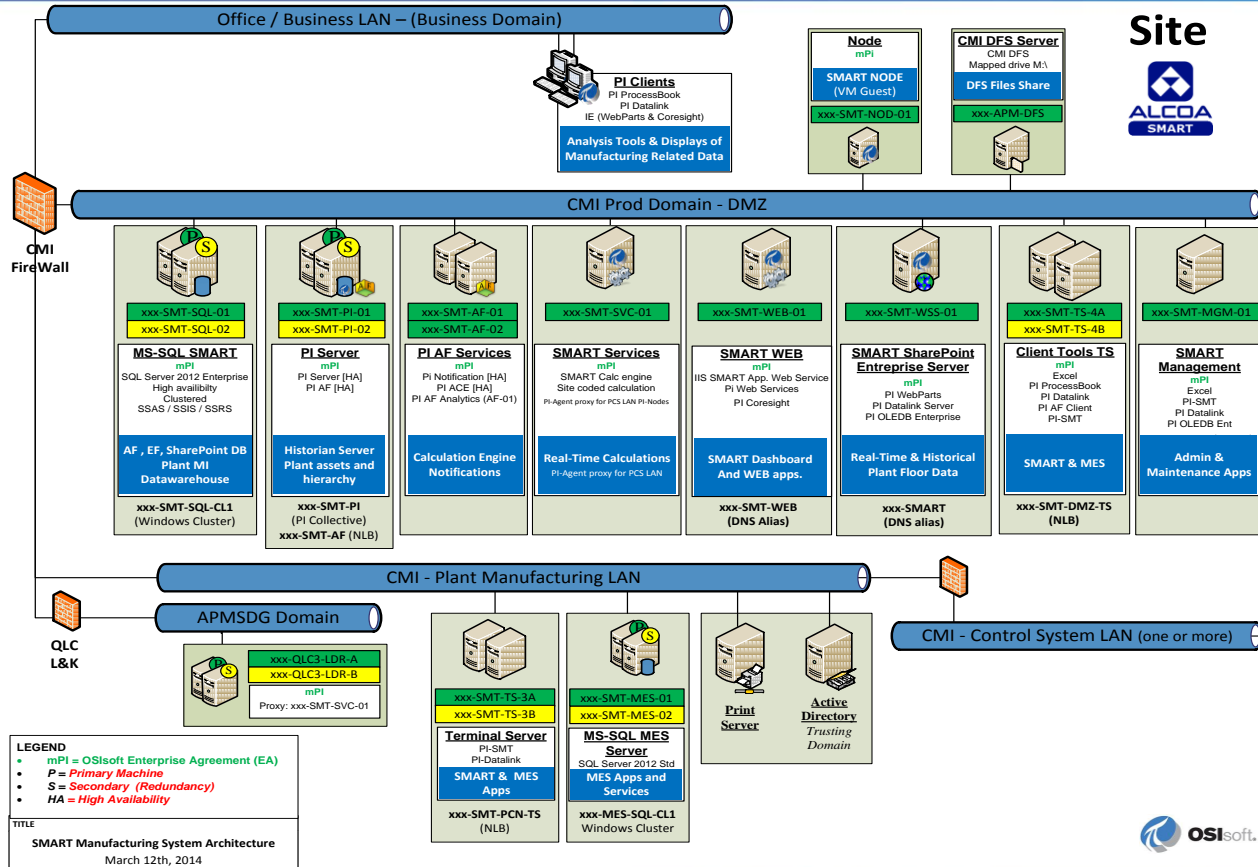 Office / Business LAN – (Business Domain)
Site
ALCOA
SMART
PI Clients
PI ProcessBook
PI Datalink
IE (WebParts & Coresight)
Analysis Tools & Displays of
Manufacturing Related Data
Node
mPi
SMART NODE
(VM Guest)
xxx-SMT-NOD-01
CMI DFS Server
CMI DFS
Mapped drive M:\
DFS Files Share
xxx-APM-DFS
CMI Prod Domain - DMZ
CMI
FireWall
P
S
xxx-SMT-SQL-01
xxx-SMT-SQL-02
MS-SQL SMART
mPI
SQL Server 2012 Enterprise
High availibilty
Clustered
SSAS / SSIS / SSRS
AF , EF, SharePoint DB
Plant MI
Datawarehouse
xxx-SMT-SQL-CL1
(Windows Cluster)
P
S
xxx-SMT-PI-01
xxx-SMT-PI-02
PI Server
mPI
PI Server [HA]
PI AF [HA]
Historian Server
Plant assets and
hierarchy
xxx-SMT-PI
(PI Collective)
xxx-SMT-AF (NLB)
xxx-SMT-AF-01
xxx-SMT-AF-02
PI AF Services
mPI
Pi Notification [HA]
PI ACE [HA]
PI AF Analytics (AF-01)
Calculation Engine
Notifications
xxx-SMT-SVC-01
SMART Services
mPI
SMART Calc engine
Site coded calculation
PI-Agent proxy for PCS LAN PI-Nodes
Real-Time Calculations
PI-Agent proxy for PCS LAN
xxx-SMT-WEB-01
SMART WEB
mPI
IIS SMART App. Web Service
Pi Web Services
PI Coresight
SMART Dashboard
And WEB apps.
xxx-SMT-WEB
(DNS Alias)
xxx-SMT-WSS-01
SMART SharePoint
Entreprise Server
mPI
PI WebParts
PI Datalink Server
PI OLEDB Enterprise
Real-Time & Historical
Plant Floor Data
xxx-SMART
(DNS alias)
xxx-SMT-TS-4A
xxx-SMT-TS-4B
Client Tools TS
mPI
Excel
PI ProcessBook
PI Datalink
PI AF Client
PI-SMT
SMART & MES
xxx-SMT-DMZ-TS
(NLB)
xxx-SMT-MGM-01
SMART
Management
mPI
Excel
PI-SMT
PI Datalink
PI OLEDB Ent
Admin &
Maintenance Apps
CMI - Plant Manufacturing LAN
QLC
L&K
APMSDG Domain
P
S
xxx-QLC3-LDR-A
xxx-QLC3-LDR-B
mPI
Proxy: xxx-SMT-SVC-01
CMI - Control System LAN (one or more)
xxx-SMT-TS-3A
xxx-SMT-TS-3B
Terminal Server
PI-SMT
PI-Datalink
SMART & MES
Apps
xxx-SMT-PCN-TS
(NLB)
P
S
xxx-SMT-MES-01
xxx-SMT-MES-02
MS-SQL MES
Server
SQL Server 2012 Std
MES Apps and
Services
xxx-MES-SQL-CL1
Windows Cluster
Print
Server
Active
Directory
Trusting
Domain
LEGEND
• mPI = OSIsoft Enterprise Agreement (EA)
• P = Primary Machine
• S = Secondary (Redundancy)
• HA = High Availability
TITLE
SMART Manufacturing System Architecture
March 12th, 2014
OSIsoft.